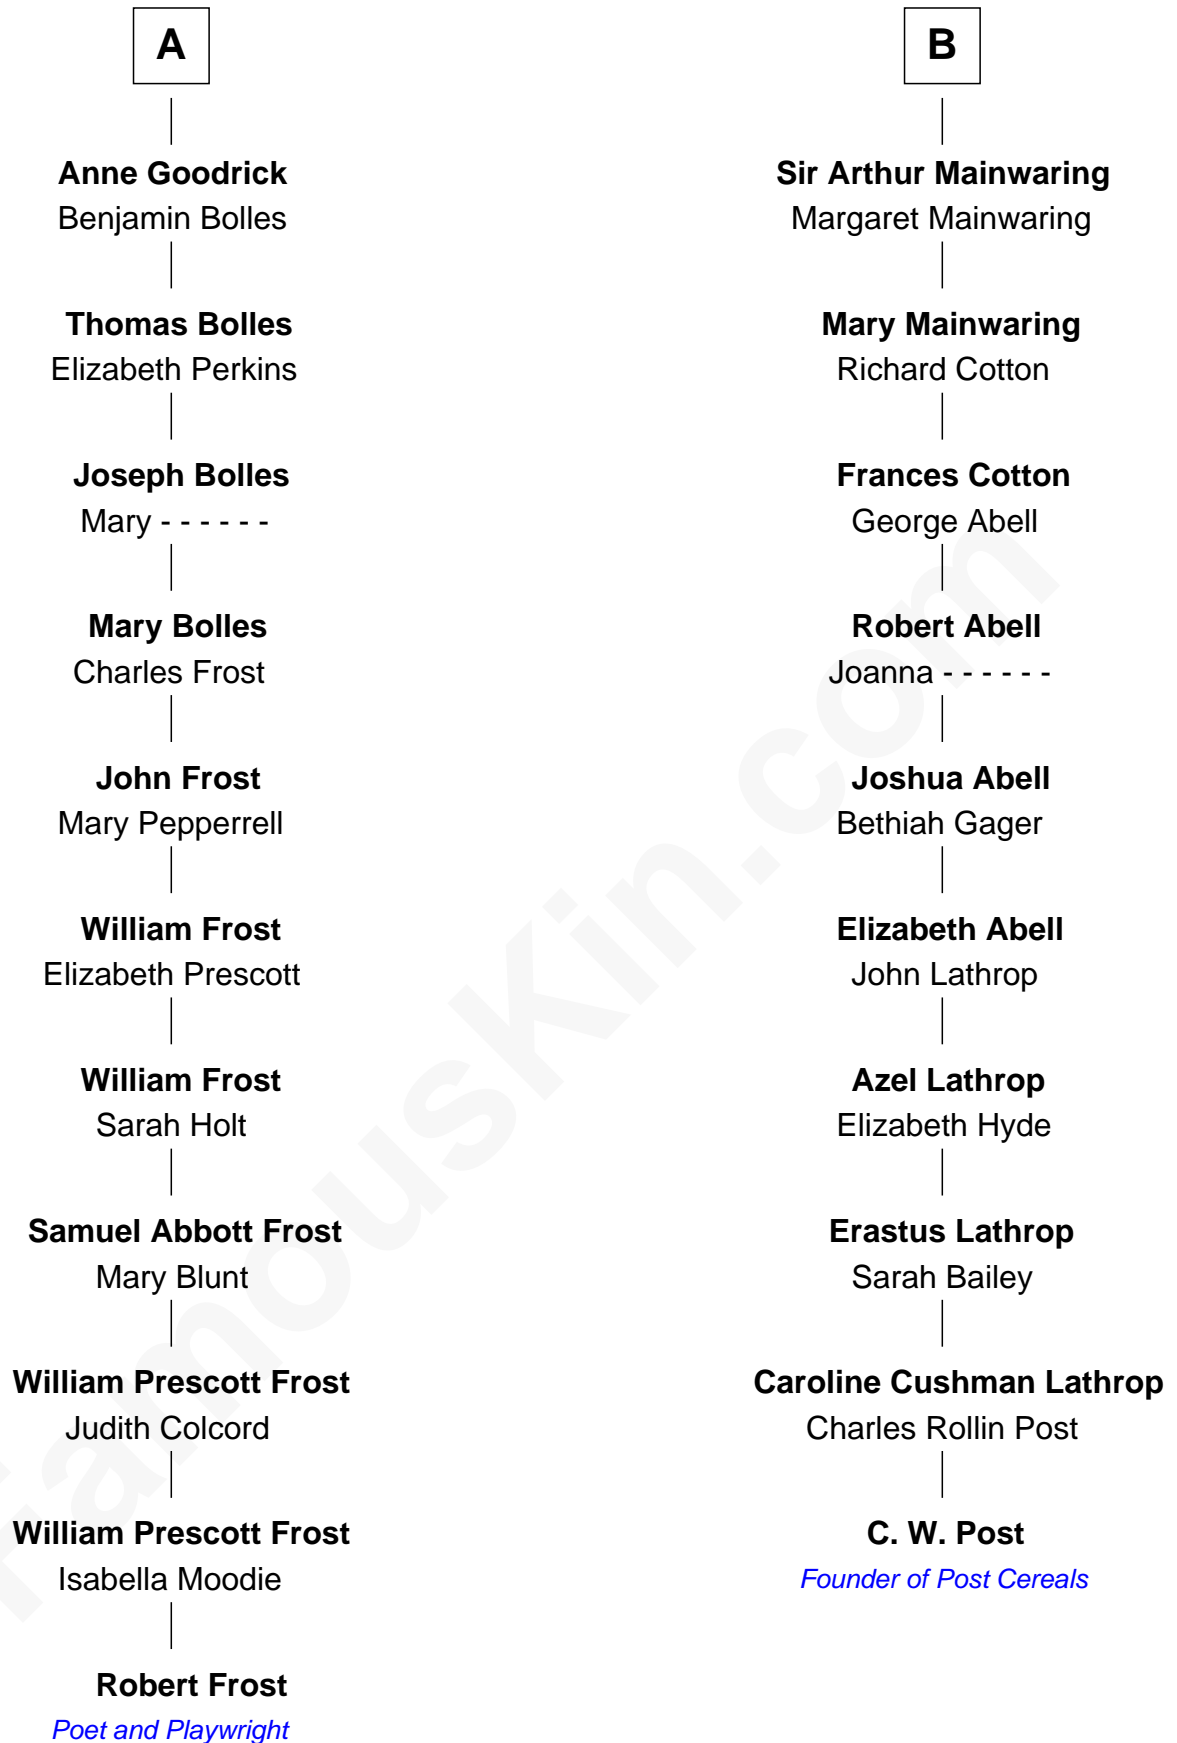 A
Anne Goodrick
Benjamin Bolles
Thomas Bolles
Elizabeth Perkins
Joseph Bolles
Mary - - - - - -
Mary Bolles
Charles Frost
John Frost
Mary Pepperrell
William Frost
Elizabeth Prescott
William Frost
Sarah Holt
Samuel Abbott Frost
Mary Blunt
William Prescott Frost
Judith Colcord
William Prescott Frost
Isabella Moodie
Robert Frost
Poet and Playwright
B
Sir Arthur Mainwaring
Margaret Mainwaring
Mary Mainwaring
Richard Cotton
Frances Cotton
George Abell
Robert Abell
Joanna - - - - - -
Joshua Abell
Bethiah Gager
Elizabeth Abell
John Lathrop
Azel Lathrop
Elizabeth Hyde
Erastus Lathrop
Sarah Bailey
Caroline Cushman Lathrop
Charles Rollin Post
C. W. Post
Founder of Post Cereals
FamousKin.com